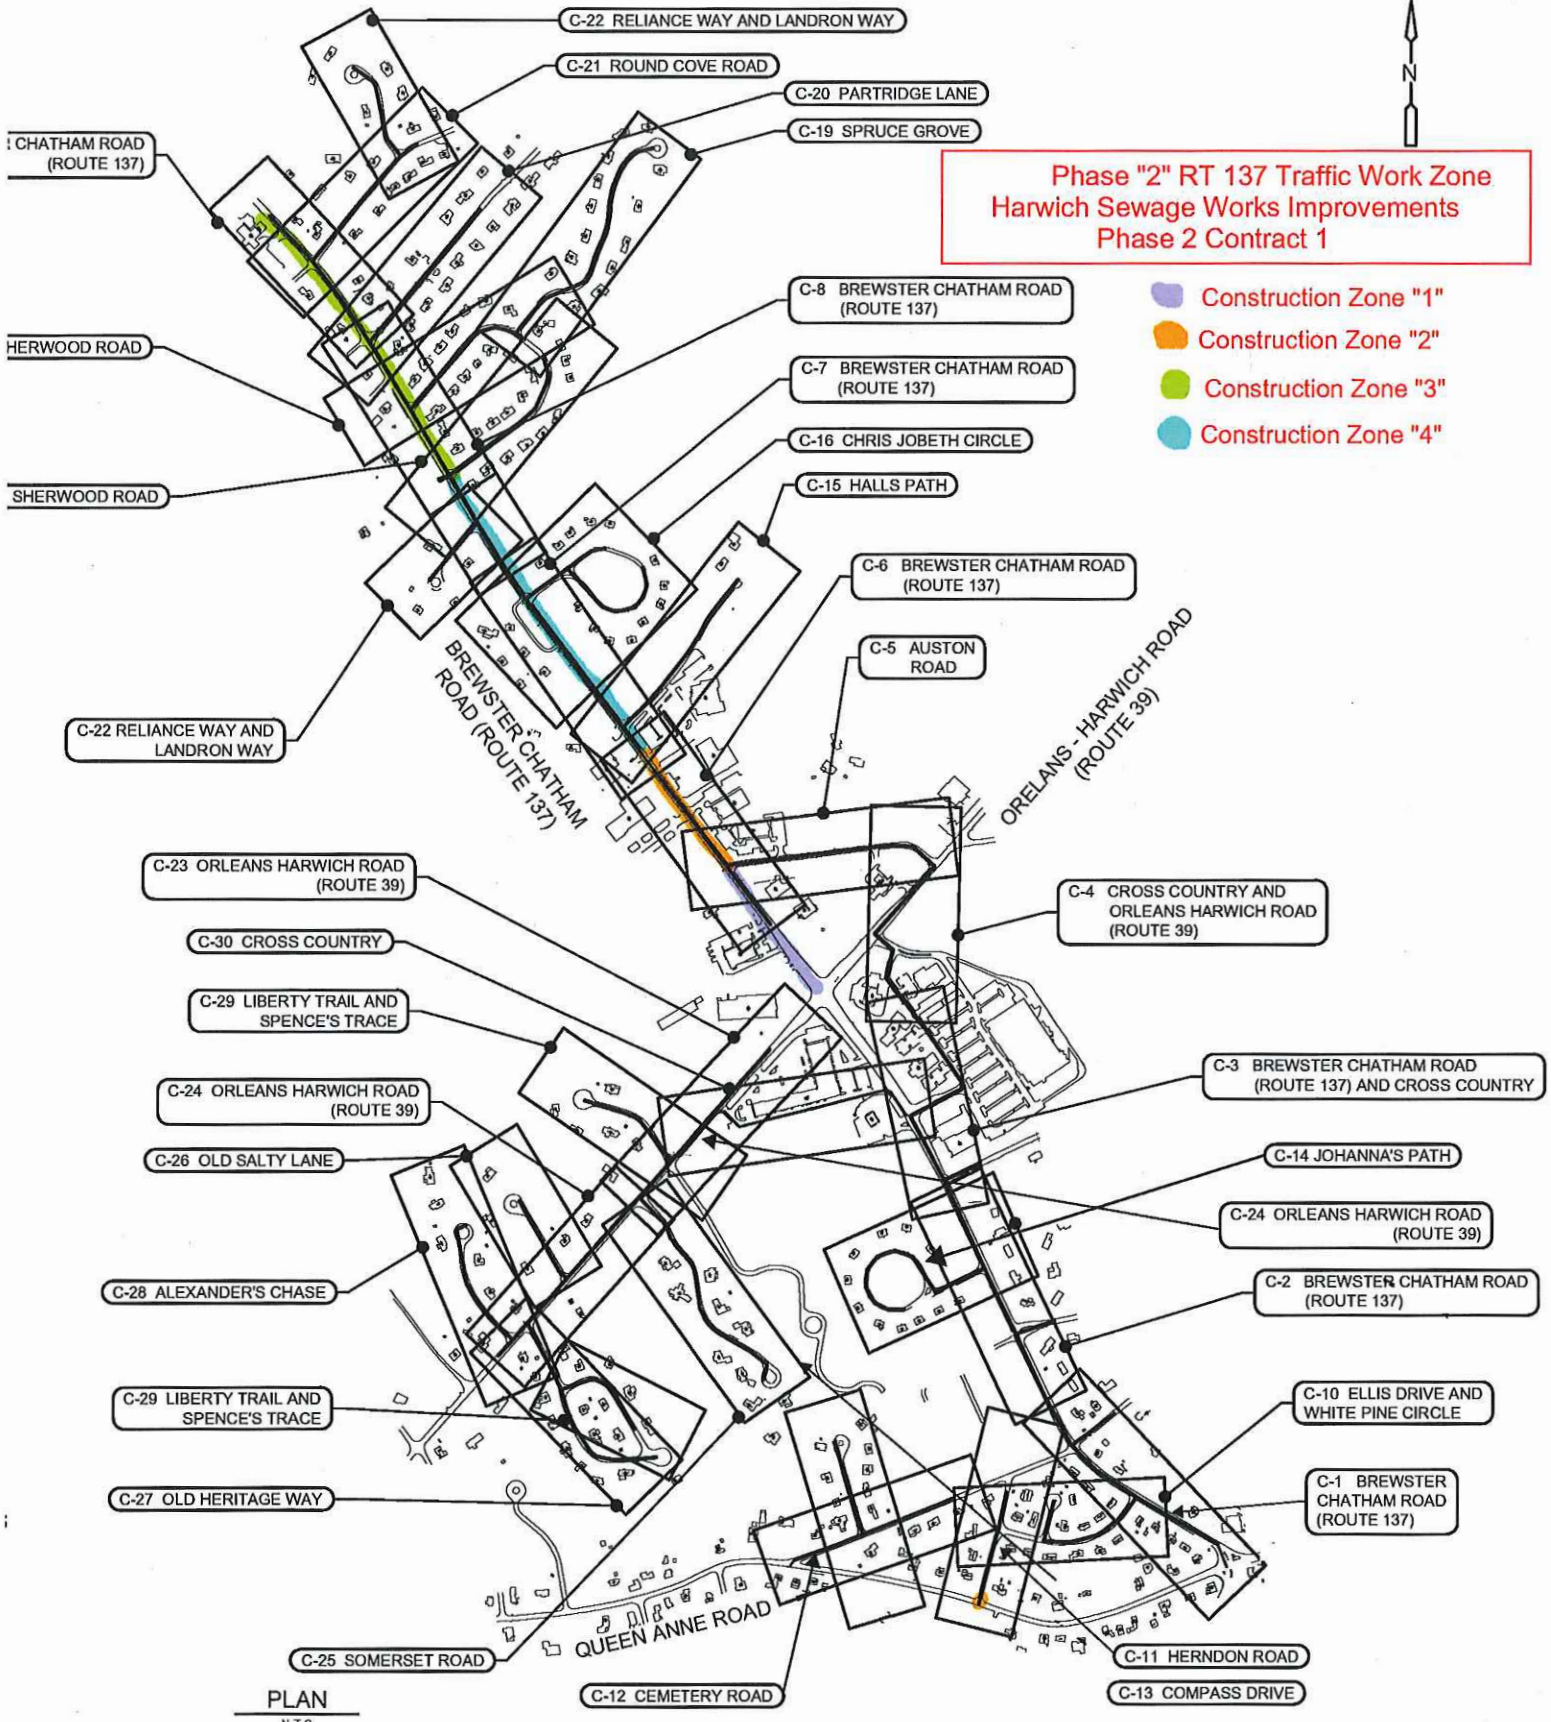 C-22 RELIANCE WAY AND LANDRON WAY
C-21 ROUND COVE ROAD
C-20 PARTRIDGE LANE
C-19 SPRUCE GROVE
N
CHATHAM ROAD
(ROUTE 137)
Phase "2" RT 137 Traffic Work Zone
Harwich Sewage Works Improvements
Phase 2 Contract 1
Construction Zone "1"
Construction Zone "2"
Construction Zone "3"
Construction Zone "4"
C-8 BREWSTER CHATHAM ROAD
(ROUTE 137)
HERWOOD ROAD
C-7 BREWSTER CHATHAM ROAD
(ROUTE 137)
C-16 CHRIS JOBETH CIRCLE
SHERWOOD ROAD
C-15 HALLS PATH
C-6 BREWSTER CHATHAM ROAD
(ROUTE 137)
C-5 AUSTON
ROAD
ORELANS - HARWICH ROAD
(ROUTE 39)
BREWSTER CHATHAM
ROAD (ROUTE 137)
C-22 RELIANCE WAY AND
LANDRON WAY
C-23 ORLEANS HARWICH ROAD
(ROUTE 39)
C-4 CROSS COUNTRY AND
ORLEANS HARWICH ROAD
(ROUTE 39)
C-30 CROSS COUNTRY
C-29 LIBERTY TRAIL AND
SPENCE'S TRACE
C-3 BREWSTER CHATHAM ROAD
(ROUTE 137) AND CROSS COUNTRY
C-24 ORLEANS HARWICH ROAD
(ROUTE 39)
C-26 OLD SALTY LANE
C-14 JOHANNA'S PATH
C-24 ORLEANS HARWICH ROAD
(ROUTE 39)
C-28 ALEXANDER'S CHASE
C-2 BREWSTER CHATHAM ROAD
(ROUTE 137)
C-29 LIBERTY TRAIL AND
SPENCE'S TRACE
C-10 ELLIS DRIVE AND
WHITE PINE CIRCLE
C-27 OLD HERITAGE WAY
C-1 BREWSTER
CHATHAM ROAD
(ROUTE 137)
QUEEN ANNE ROAD
C-25 SOMERSET ROAD
C-11 HERNDON ROAD
C-12 CEMETERY ROAD
C-13 COMPASS DRIVE
PLAN